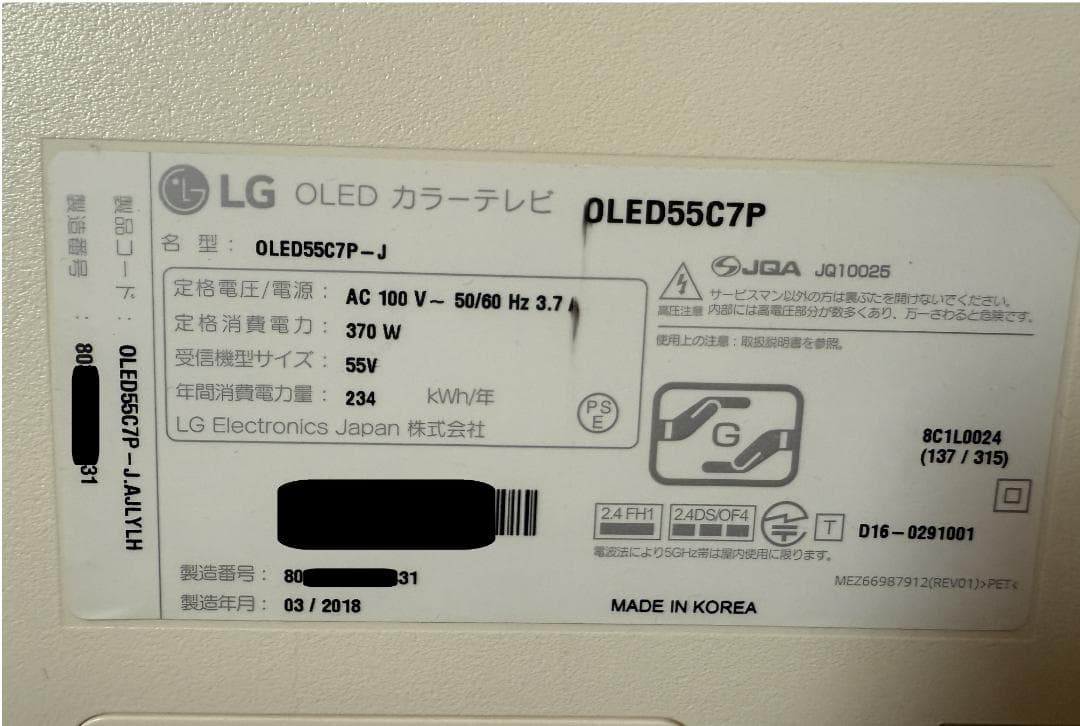 LG OLED カラーテレビ OLED55C7P
名 型 : OLED55C7P-J
定格電圧/電源 : AC 100 V~ 50/60 Hz 3.7 A
定格消費電力 : 370 W
受信機型サイズ : 55V
年間消費電力量 : 234 kWh/年
LG Electronics Japan 株式会社
PS
E
JQA JQ10025
高圧注意
サービスマン以外の方は裏ぶたを開けないでください。
内部には高電圧部分が数多くあり、万一さわると危険です。
使用上の注意 : 取扱説明書を参照。
G
8C1L0024
(137 / 315)
2.4 FH1 2.4DS/OF4 T D16-0291001
電波法により5GHz帯は屋内使用に限ります。
MEZ66987912(REV01)>PET<
製造番号 : 80 31
製造年月 : 03 / 2018
MADE IN KOREA
製品コード : OLED55C7P-J.AJLYLH
製造番号 : 80 31